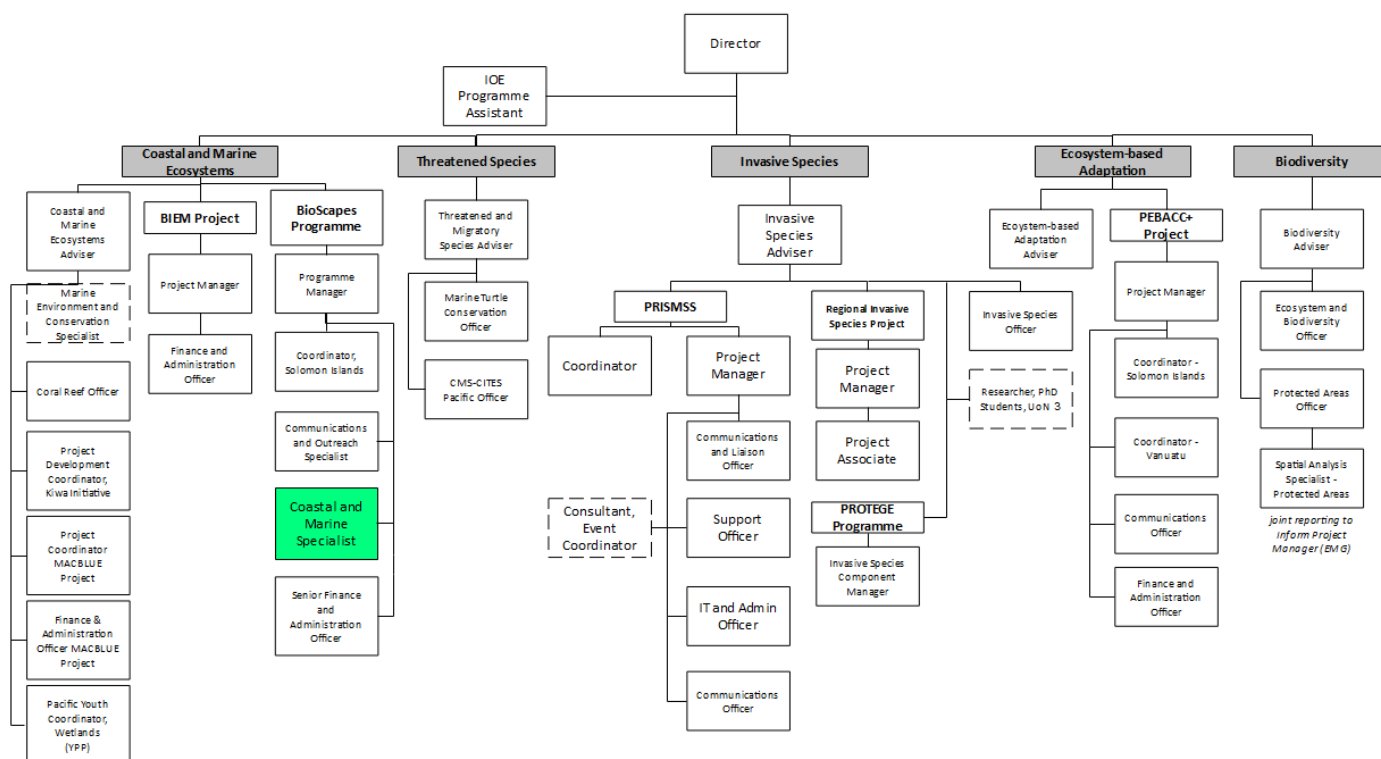 Director
IOE
Programme
Assistant
Coastal and Marine
Ecosystems
Threatened Species
Invasive Species
Ecosystem-based
Adaptation
Biodiversity
Coastal and
Marine
Ecosystems
Adviser
BIEM Project
BioScapes
Programme
Threatened and
Migratory
Species Adviser
Invasive
Species
Adviser
Ecosystem-based
Adaptation
Adviser
PEBACC+
Project
Biodiversity
Adviser
Marine
Environment and
Conservation
Specialist
Project Manager
Programme
Manager
Marine Turtle
Conservation
Officer
PRISMSS
Regional Invasive
Species Project
Invasive Species
Officer
Project Manager
Ecosystem and
Biodiversity
Officer
Coral Reef Officer
Finance and
Administration
Officer
Coordinator,
Solomon Islands
CMS-CITES
Pacific Officer
Coordinator
Project
Manager
Project
Manager
Researcher, PhD
Students, UoN 3
Coordinator -
Solomon Islands
Protected Areas
Officer
Project
Development
Coordinator,
Kiwa Initiative
Communications
and Outreach
Specialist
Communications
and Liaison
Officer
Project
Associate
Coordinator -
Vanuatu
Spatial Analysis
Specialist -
Protected Areas
joint reporting to
Inform Project
Manager (EMG)
Project
Coordinator
MACBLUE
Project
Coastal and
Marine
Specialist
Consultant,
Event
Coordinator
Support
Officer
PROTEGE
Programme
Communications
Officer
Finance &
Administration
Officer MACBLUE
Project
Senior Finance
and
Administration
Officer
IT and Admin
Officer
Invasive Species
Component
Manager
Finance and
Administration
Officer
Pacific Youth
Coordinator,
Wetlands
(YPP)
Communications
Officer